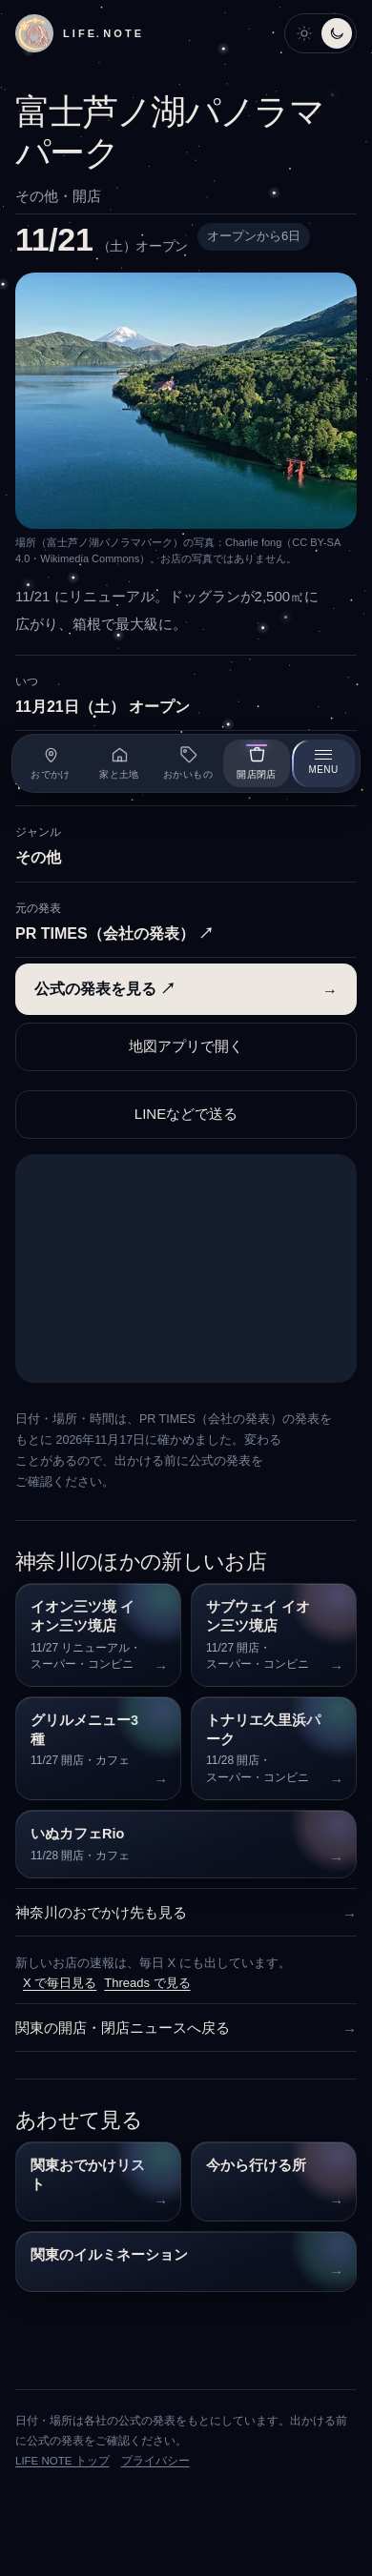 LIFE.NOTE
富士芦ノ湖パノラマ
パーク
その他・開店
11/21 （土）オープン オープンから6日
場所（富士芦ノ湖パノラマパーク）の写真：Charlie fong（CC BY-SA
4.0・Wikimedia Commons）。お店の写真ではありません。
11/21 にリニューアル。ドッグランが2,500㎡に
広がり、箱根で最大級に。
いつ
11月21日（土） オープン
おでかけ 家と土地 おかいもの 開店閉店 MENU
ジャンル
その他
元の発表
PR TIMES（会社の発表） ↗
公式の発表を見る ↗ →
地図アプリで開く
LINEなどで送る
日付・場所・時間は、PR TIMES（会社の発表）の発表を
もとに 2026年11月17日に確かめました。変わる
ことがあるので、出かける前に公式の発表を
ご確認ください。
神奈川のほかの新しいお店
イオン三ツ境 イ
オン三ツ境店
11/27 リニューアル・
スーパー・コンビニ →
サブウェイ イオ
ン三ツ境店
11/27 開店・
スーパー・コンビニ →
グリルメニュー3
種
11/27 開店・カフェ
→
トナリエ久里浜パ
ーク
11/28 開店・
スーパー・コンビニ →
いぬカフェRio
11/28 開店・カフェ →
神奈川のおでかけ先も見る →
新しいお店の速報は、毎日 X にも出しています。
X で毎日見る Threads で見る
関東の開店・閉店ニュースへ戻る →
あわせて見る
関東おでかけリス
ト
→
今から行ける所
→
関東のイルミネーション
→
日付・場所は各社の公式の発表をもとにしています。出かける前
に公式の発表をご確認ください。
LIFE NOTE トップ プライバシー